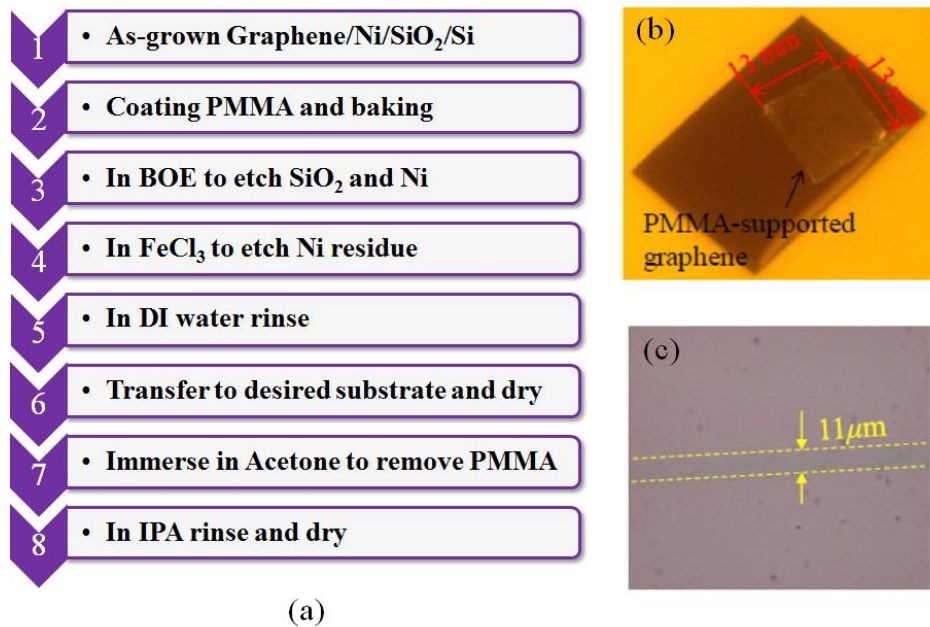 1
• As-grown Graphene/Ni/SiO₂/Si
2
• Coating PMMA and baking
3
• In BOE to etch SiO₂ and Ni
4
• In FeCl₃ to etch Ni residue
5
• In DI water rinse
6
• Transfer to desired substrate and dry
7
• Immerse in Acetone to remove PMMA
8
• In IPA rinse and dry
(a)
(b)
13 mm
13 mm
PMMA-supported
graphene
(c)
11μm